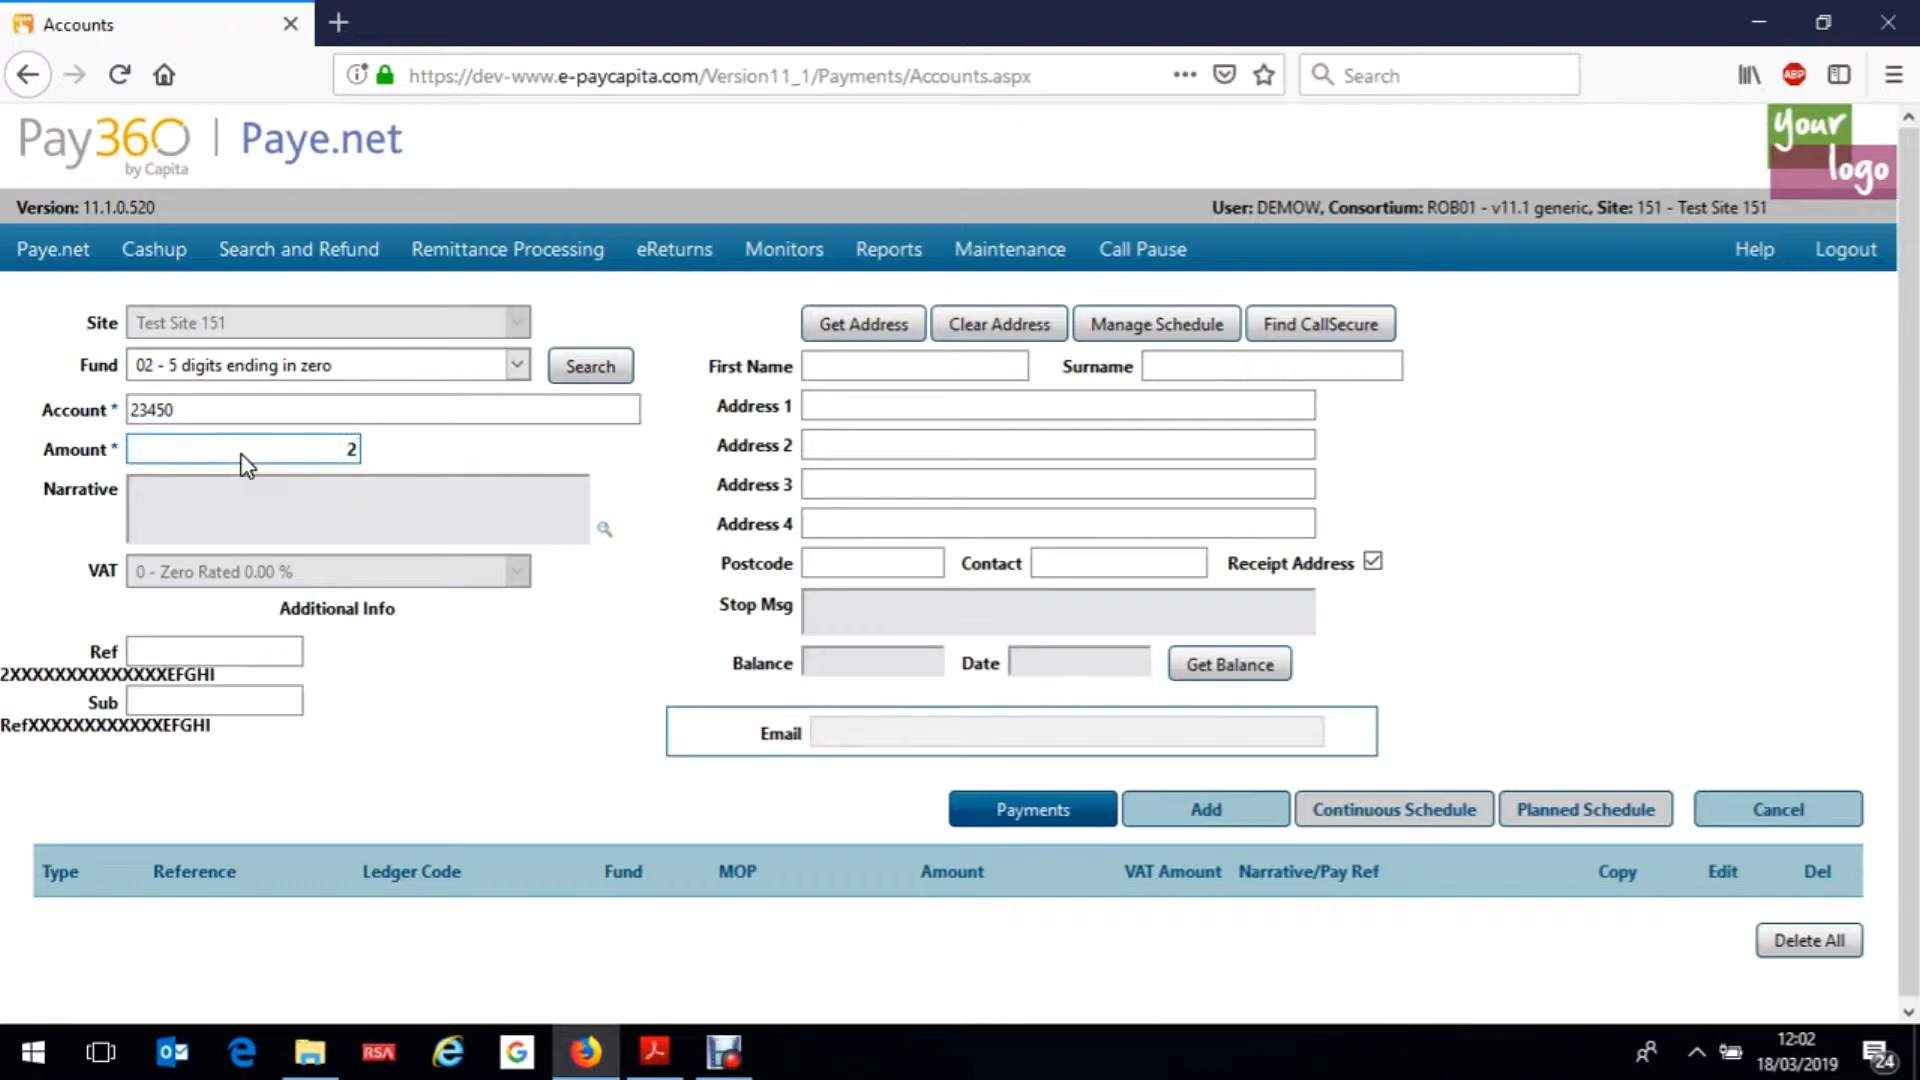 Accounts
https://dev-www.e-paycapita.com/Version11_1/Payments/Accounts.aspx
Search
ABP
Pay360 | Paye.net
by Capita
your
logo
Version: 11.1.0.520
User: DEMOW, Consortium: ROB01 - v11.1 generic, Site: 151 - Test Site 151
Paye.net Cashup Search and Refund Remittance Processing eReturns Monitors Reports Maintenance Call Pause Help Logout
Site Test Site 151
Get Address Clear Address Manage Schedule Find CallSecure
Fund 02 - 5 digits ending in zero Search
First Name Surname
Account * 23450
Address 1
Amount * 2
Address 2
Narrative
Address 3
Address 4
Postcode Contact Receipt Address
VAT 0 - Zero Rated 0.00 %
Additional Info
Stop Msg
Ref
2XXXXXXXXXXXXXXEFGHI
Balance Date Get Balance
Sub
RefXXXXXXXXXXXXEFGHI
Email
Payments Add Continuous Schedule Planned Schedule Cancel
Type Reference Ledger Code Fund MOP Amount VAT Amount Narrative/Pay Ref Copy Edit Del
Delete All
RSA
G
12:02
18/03/2019
24